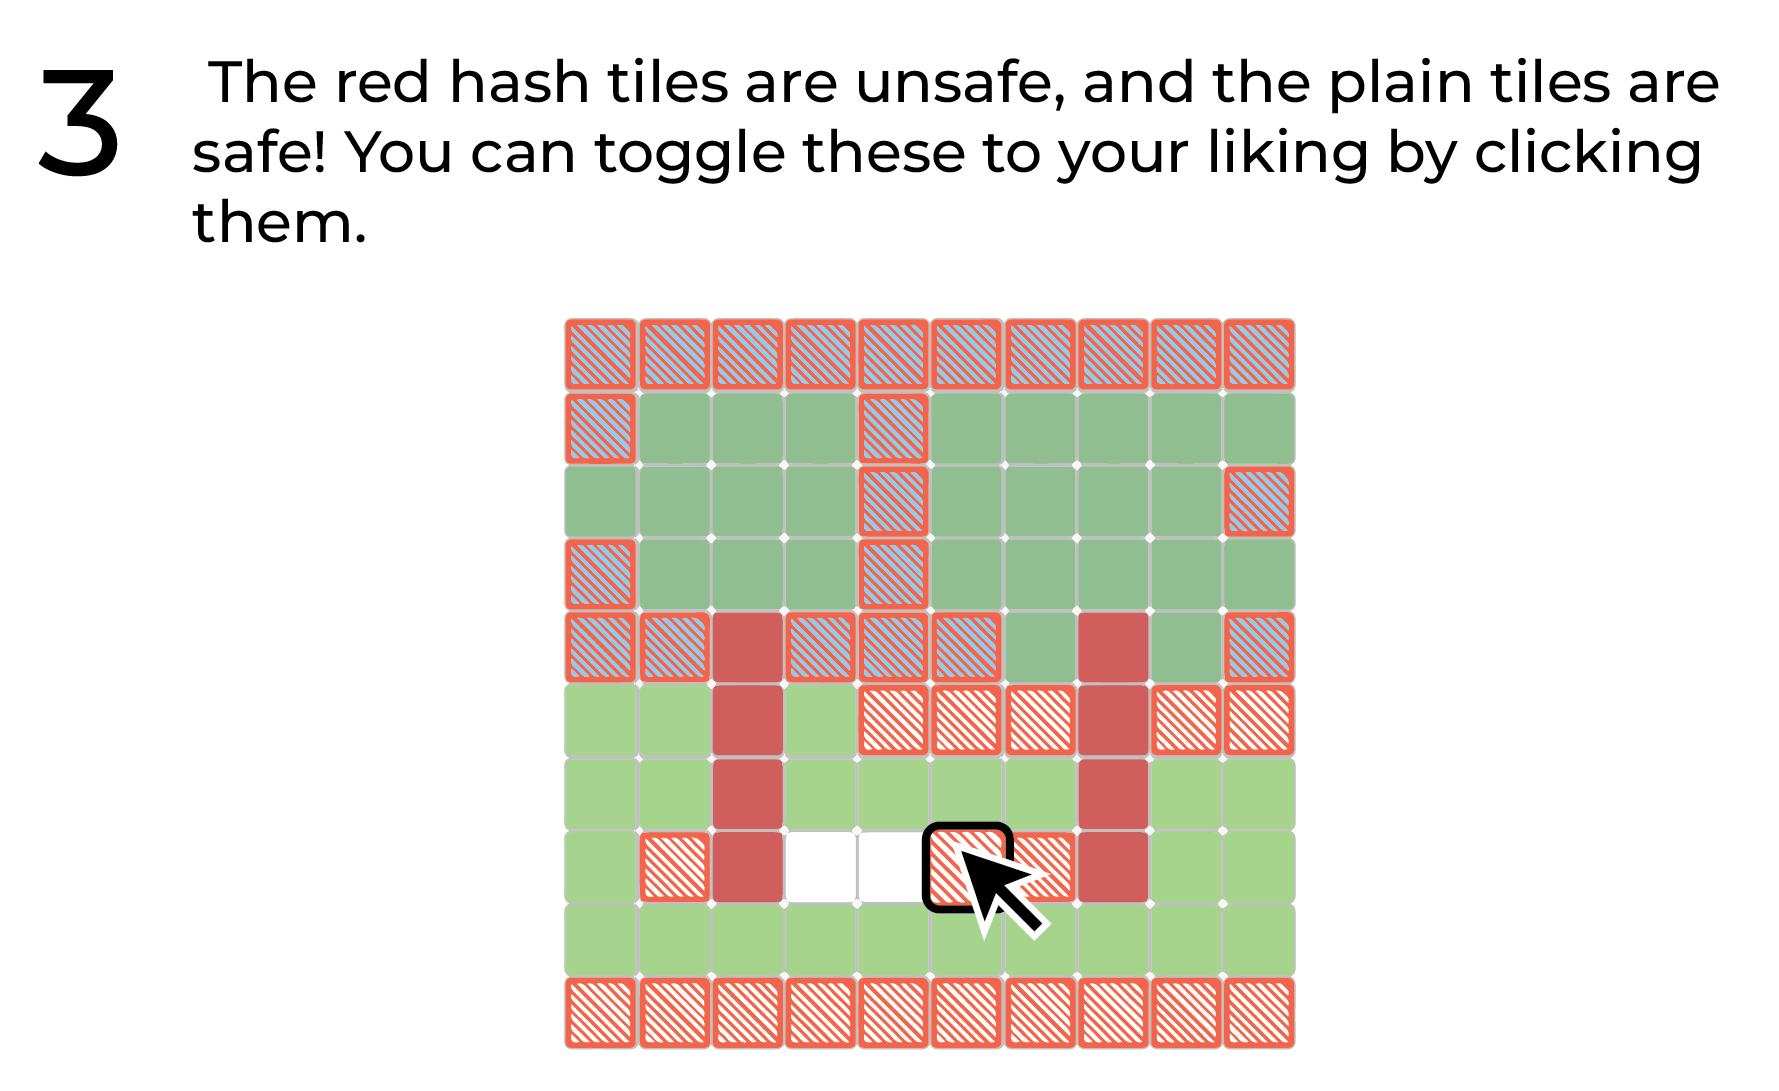 3
The red hash tiles are unsafe, and the plain tiles are
safe! You can toggle these to your liking by clicking
them.